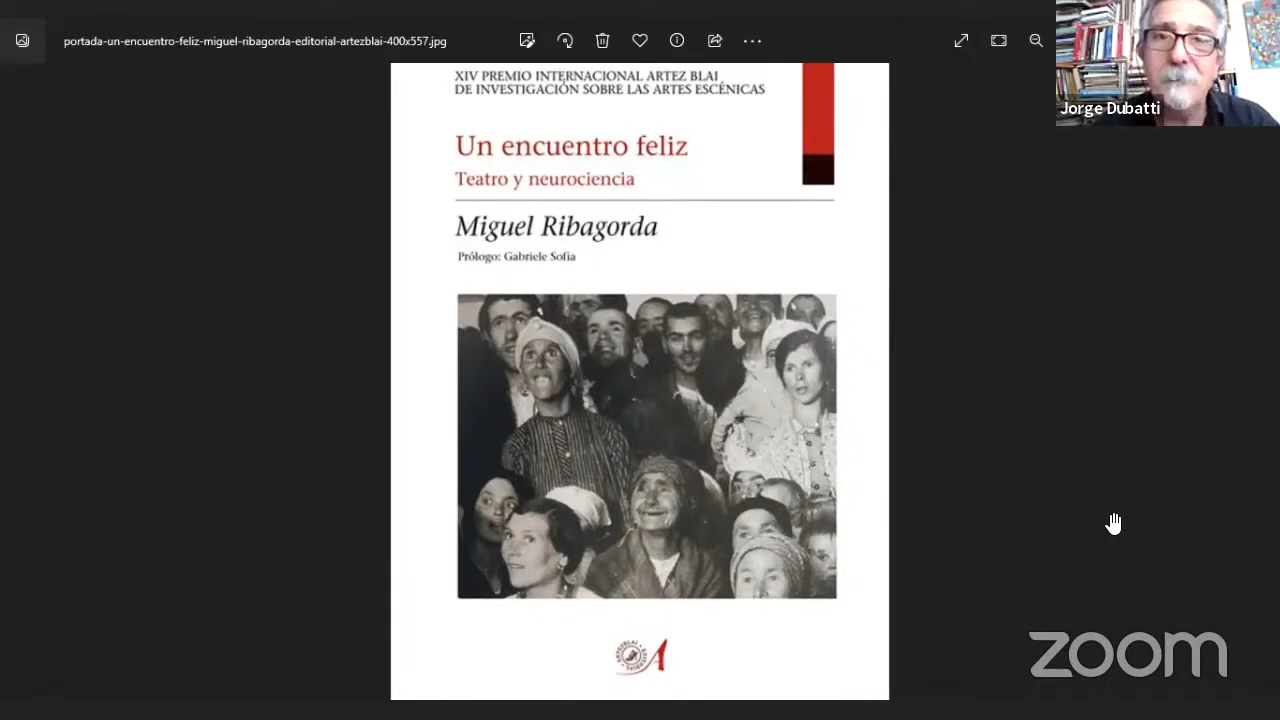 portada-un-encuentro-feliz-miguel-ribagorda-editorial-artezblai-400x557.jpg
Jorge Dubatti
XIV PREMIO INTERNACIONAL ARTEZ BLAI
DE INVESTIGACIÓN SOBRE LAS ARTES ESCÉNICAS
Un encuentro feliz
Teatro y neurociencia
Miguel Ribagorda
Prólogo: Gabriele Sofia
A
zoom